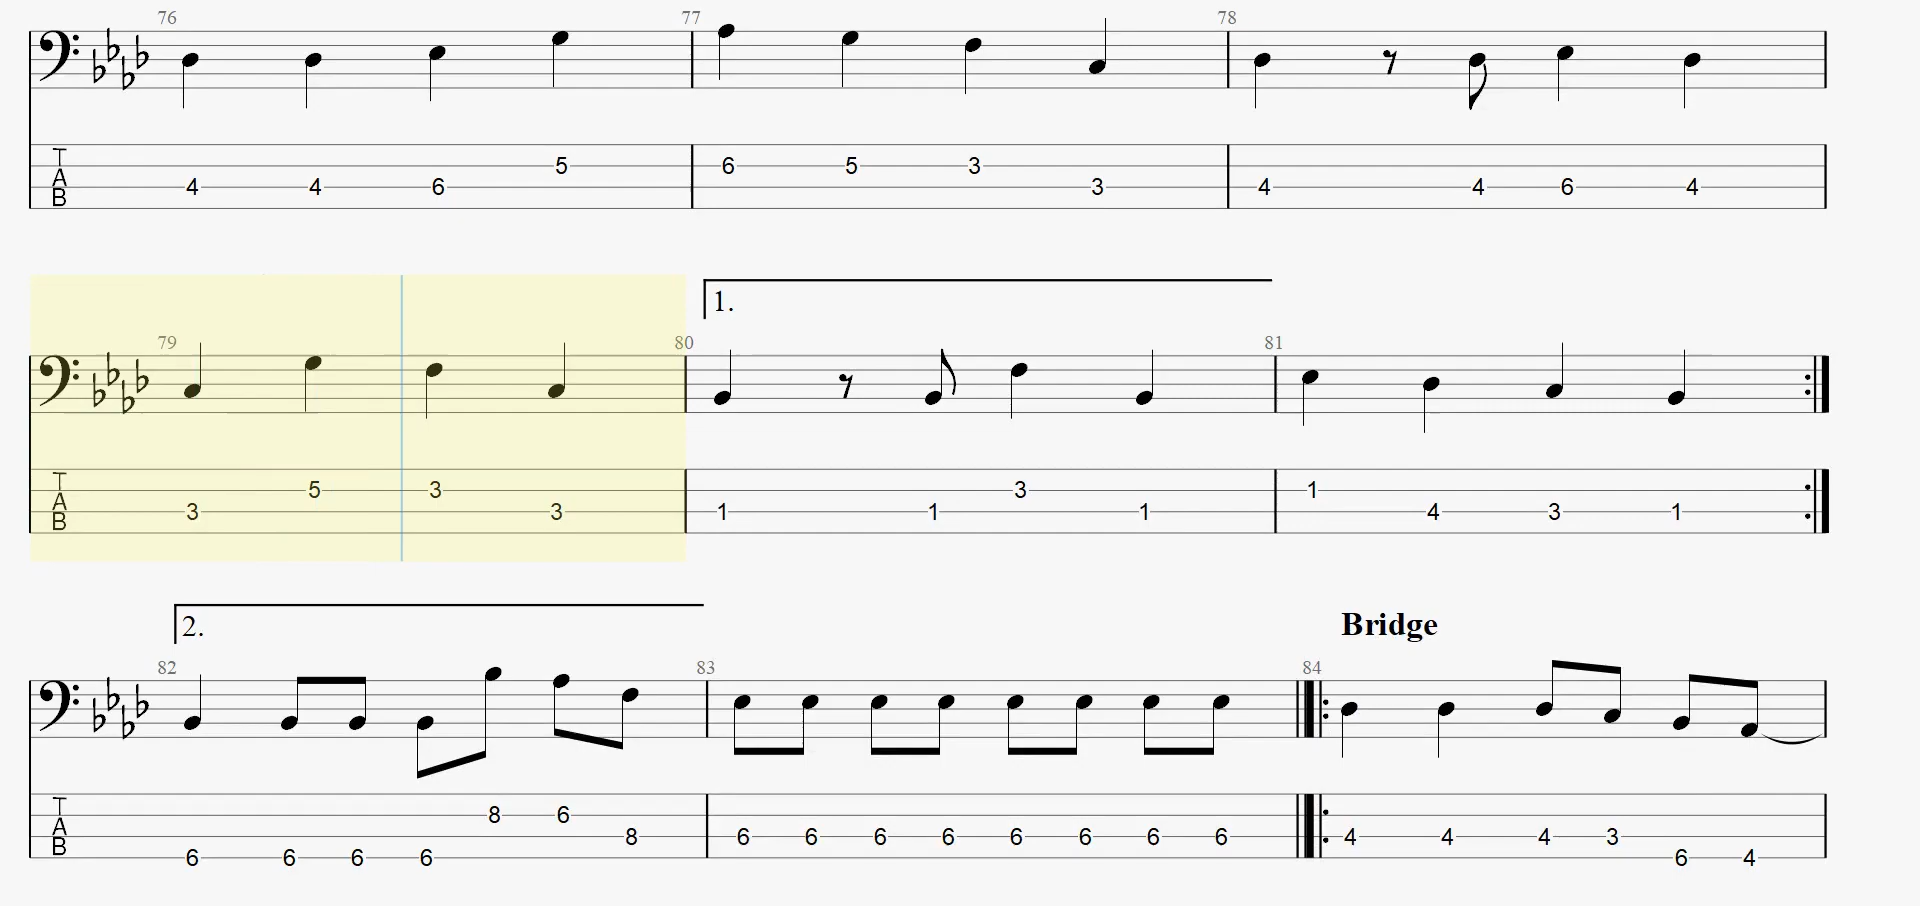 76 77 78
5 6 5 3
T
A 4 4 6 3 4 4 6 4
B
1.
79 80 81
T 5 3 3 1
A 3 3 1 1 1 4 3 1
B
2. Bridge
82 83 84
T 8 6
A 8 6 6 6 6 6 6 6 6 4 4 4 3
B 6 6 6 6 6 4